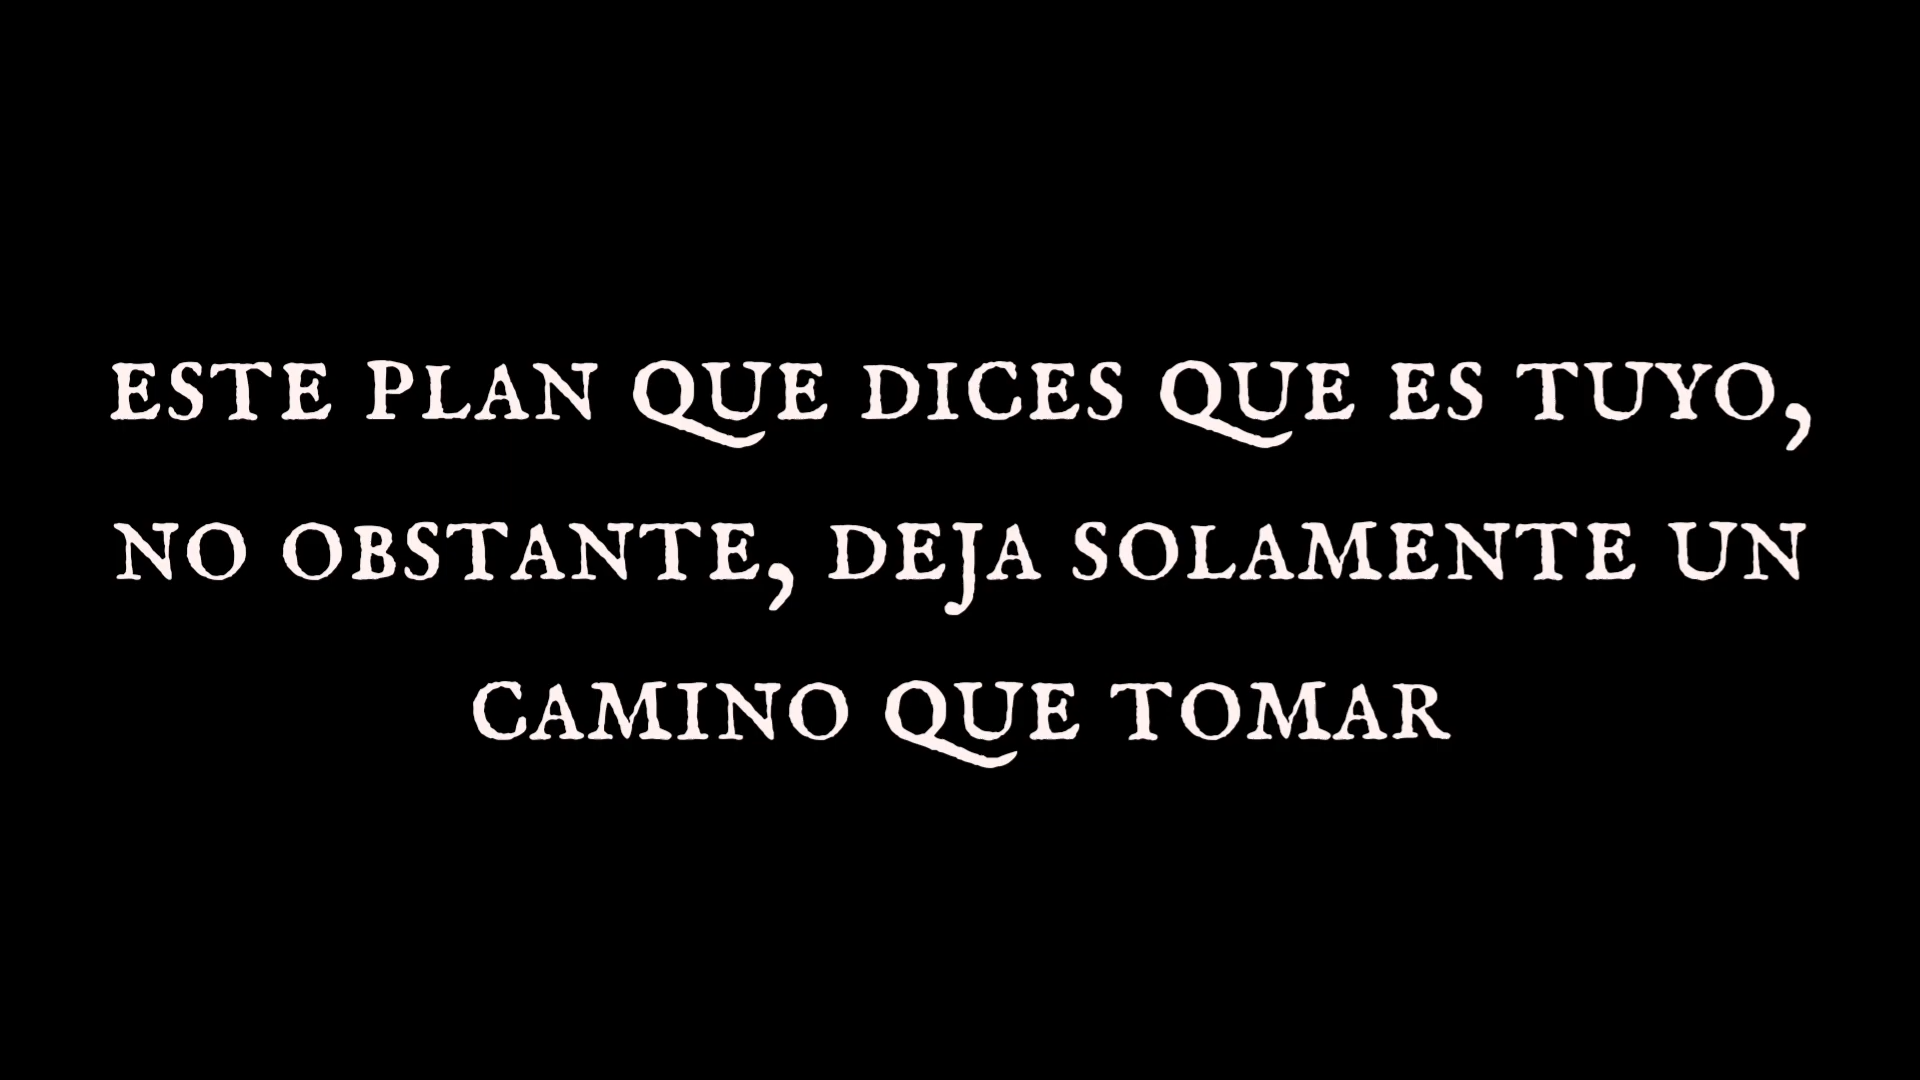 ESTE PLAN QUE DICES QUE ES TUYO,
NO OBSTANTE, DEJA SOLAMENTE UN
CAMINO QUE TOMAR